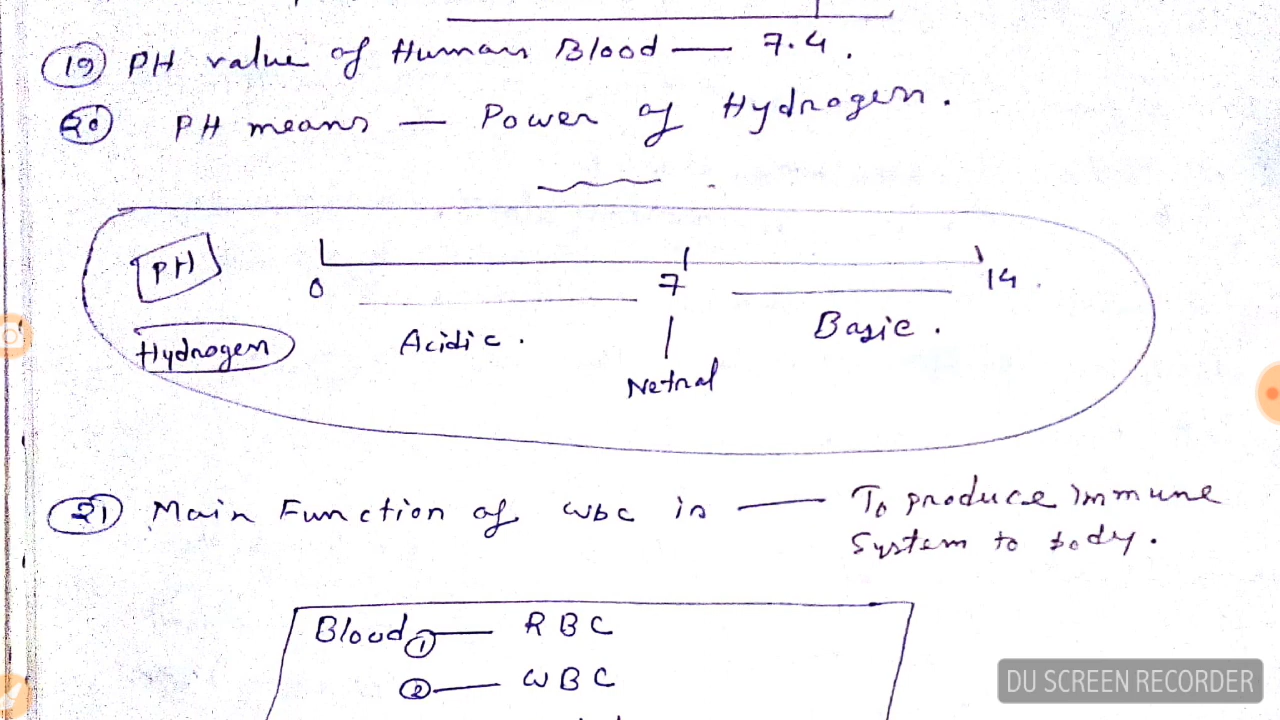 19 PH value of Human Blood — 7.4.
20 PH means — Power of Hydrogen.
PH
0 7 14
Hydrogen Acidic. Basic.
Netral
21 Main Function of WBC is — To produce immune
System to body.
Blood 1 — RBC
2 — WBC
DU SCREEN RECORDER